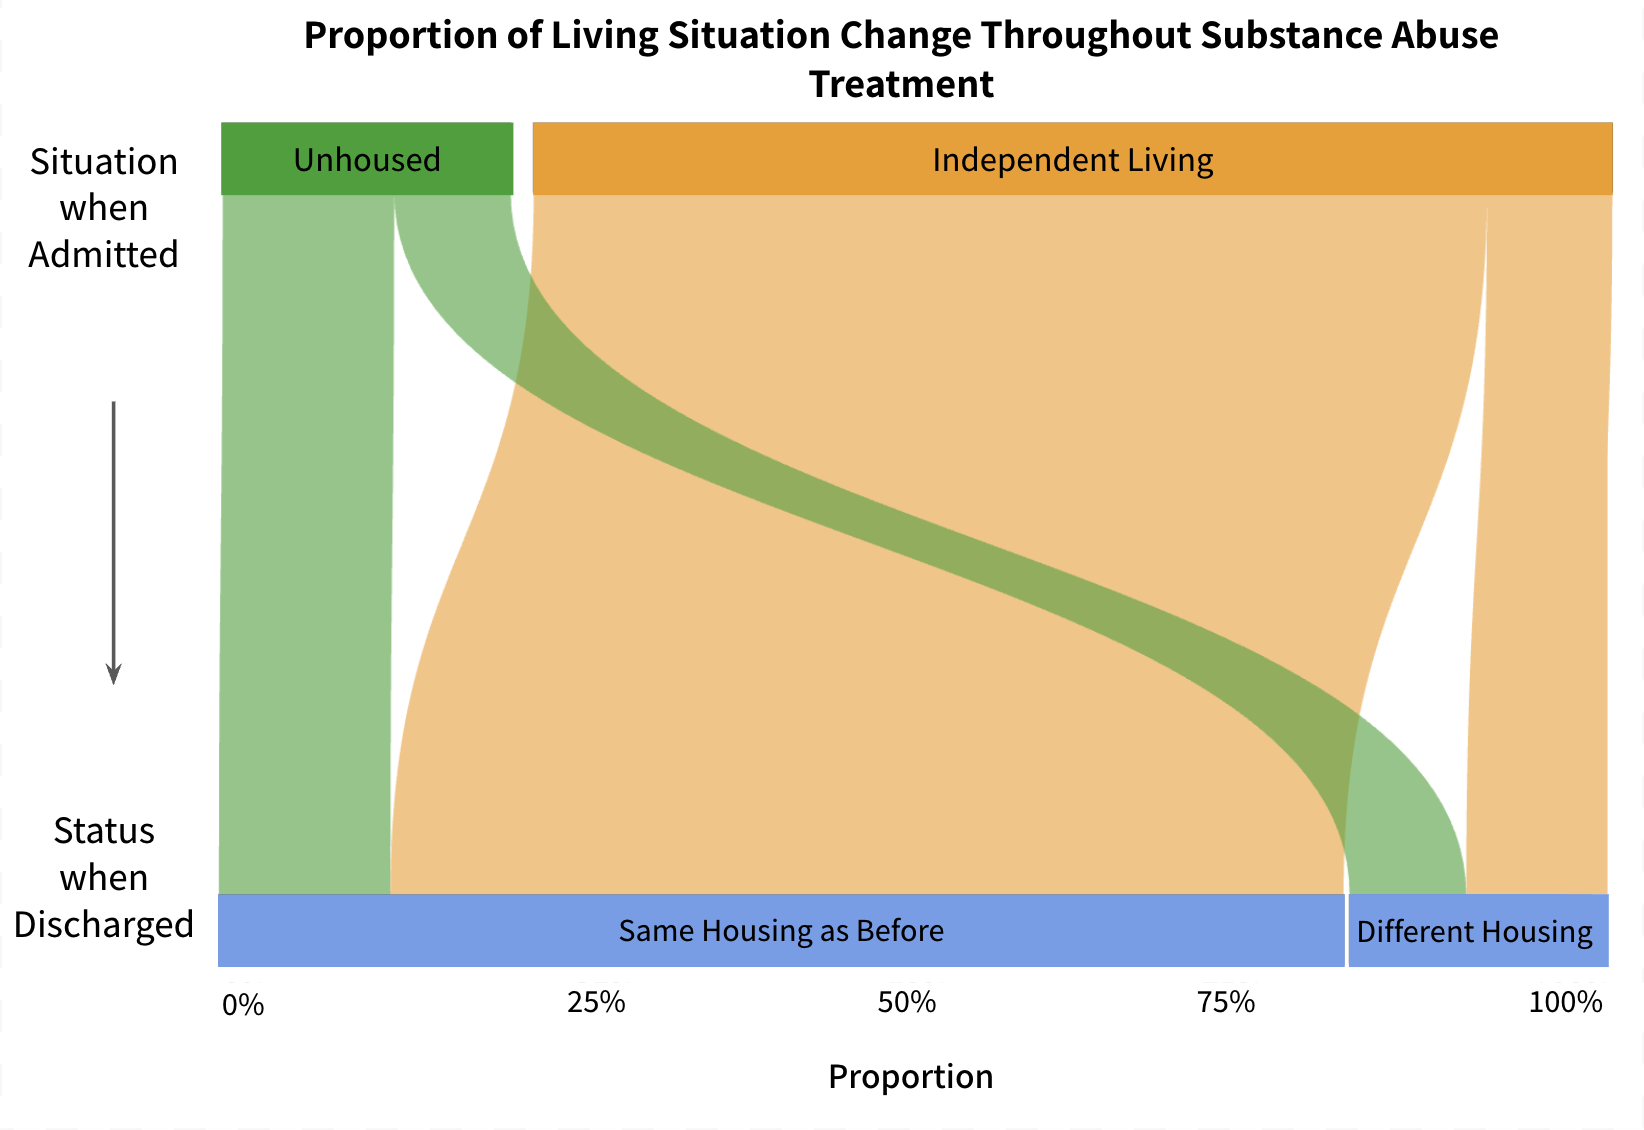 Proportion of Living Situation Change Throughout Substance Abuse
Treatment
Unhoused
Independent Living
Situation
when
Admitted
Status
when
Discharged
Same Housing as Before
Different Housing
0%
25%
50%
75%
100%
Proportion